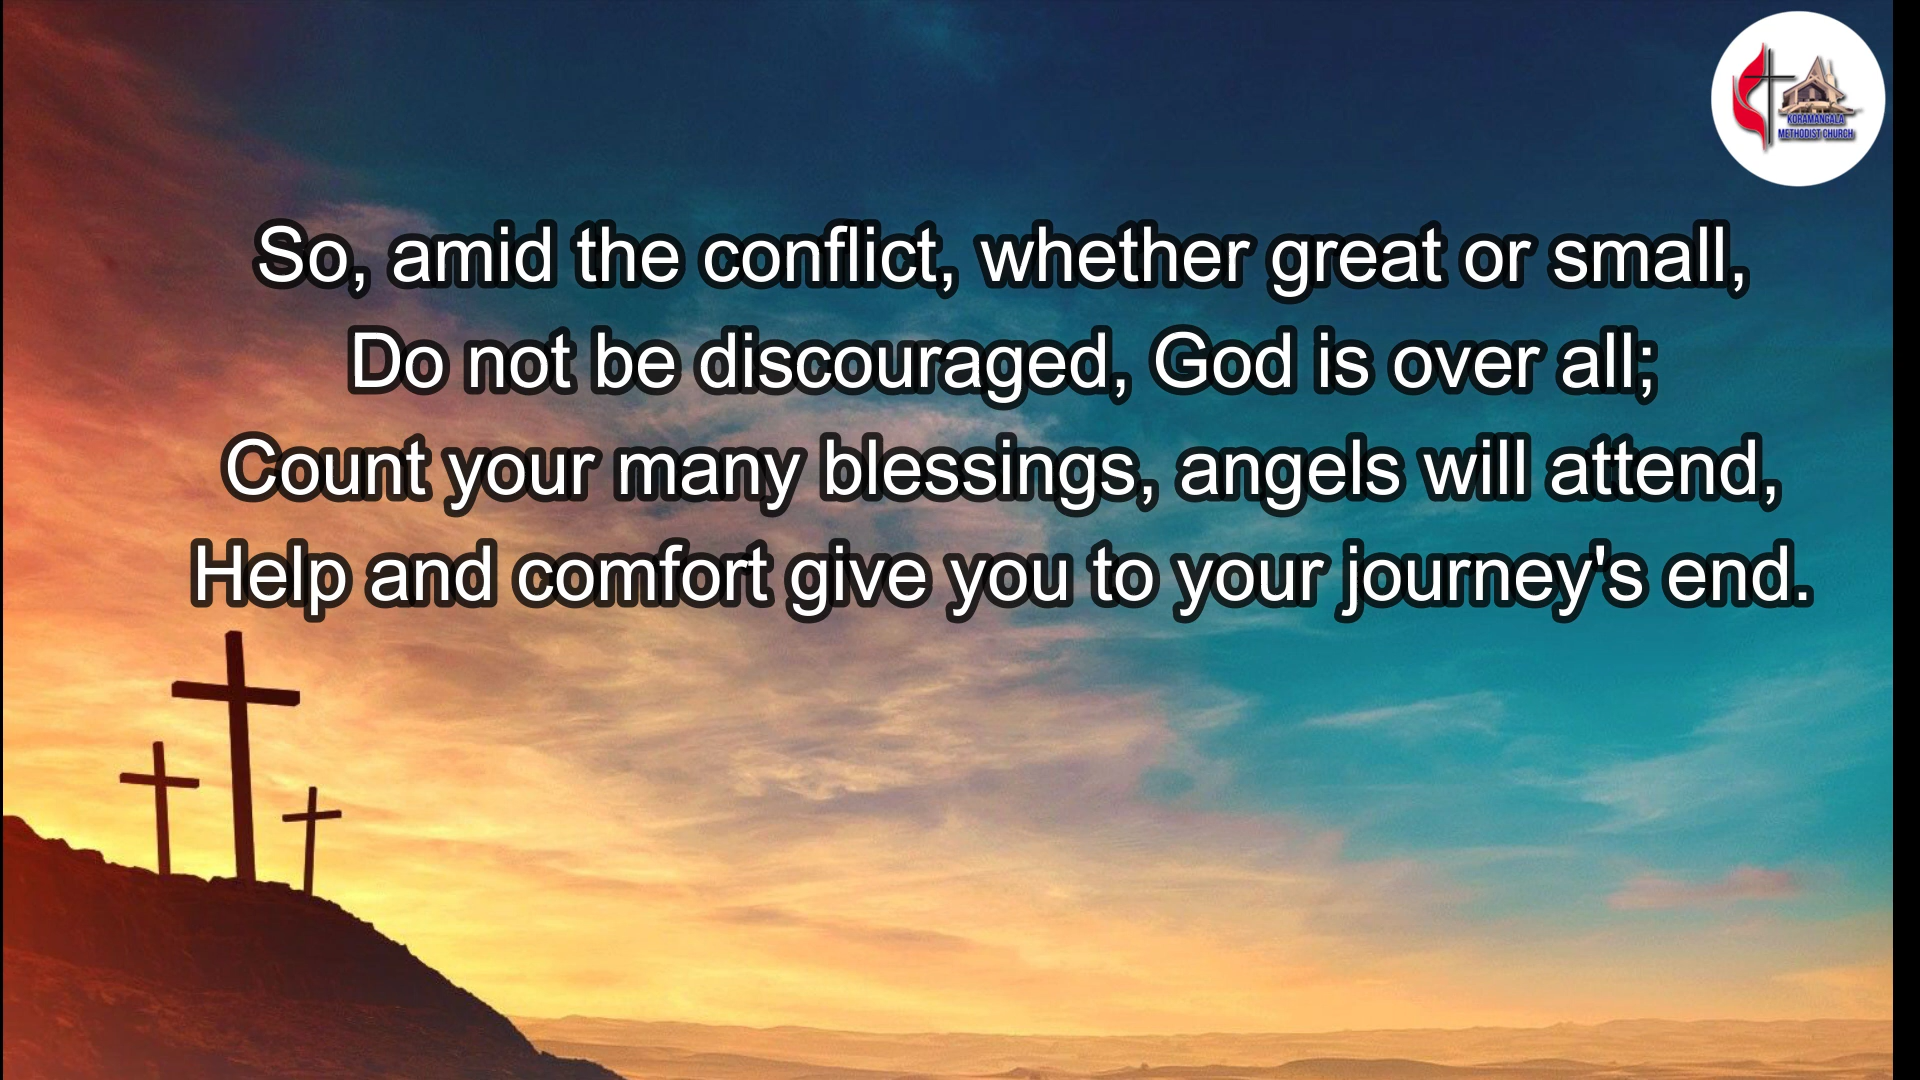 KORAMANGALA
METHODIST CHURCH
So, amid the conflict, whether great or small,
Do not be discouraged, God is over all;
Count your many blessings, angels will attend,
Help and comfort give you to your journey's end.